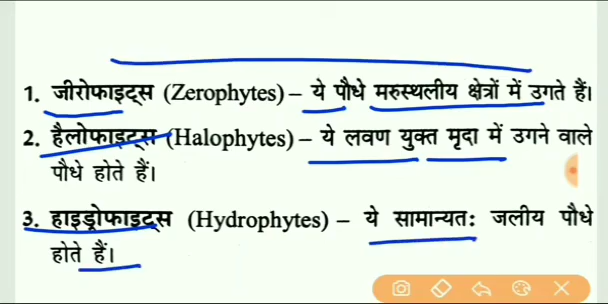 1. जीरोफाइट्स (Zerophytes) – ये पौधे मरुस्थलीय क्षेत्रों में उगते हैं।
2. हैलोफाइट्स (Halophytes) – ये लवण युक्त मृदा में उगने वाले
पौधे होते हैं।
3. हाइड्रोफाइट्स (Hydrophytes) – ये सामान्यतः जलीय पौधे
होते हैं।